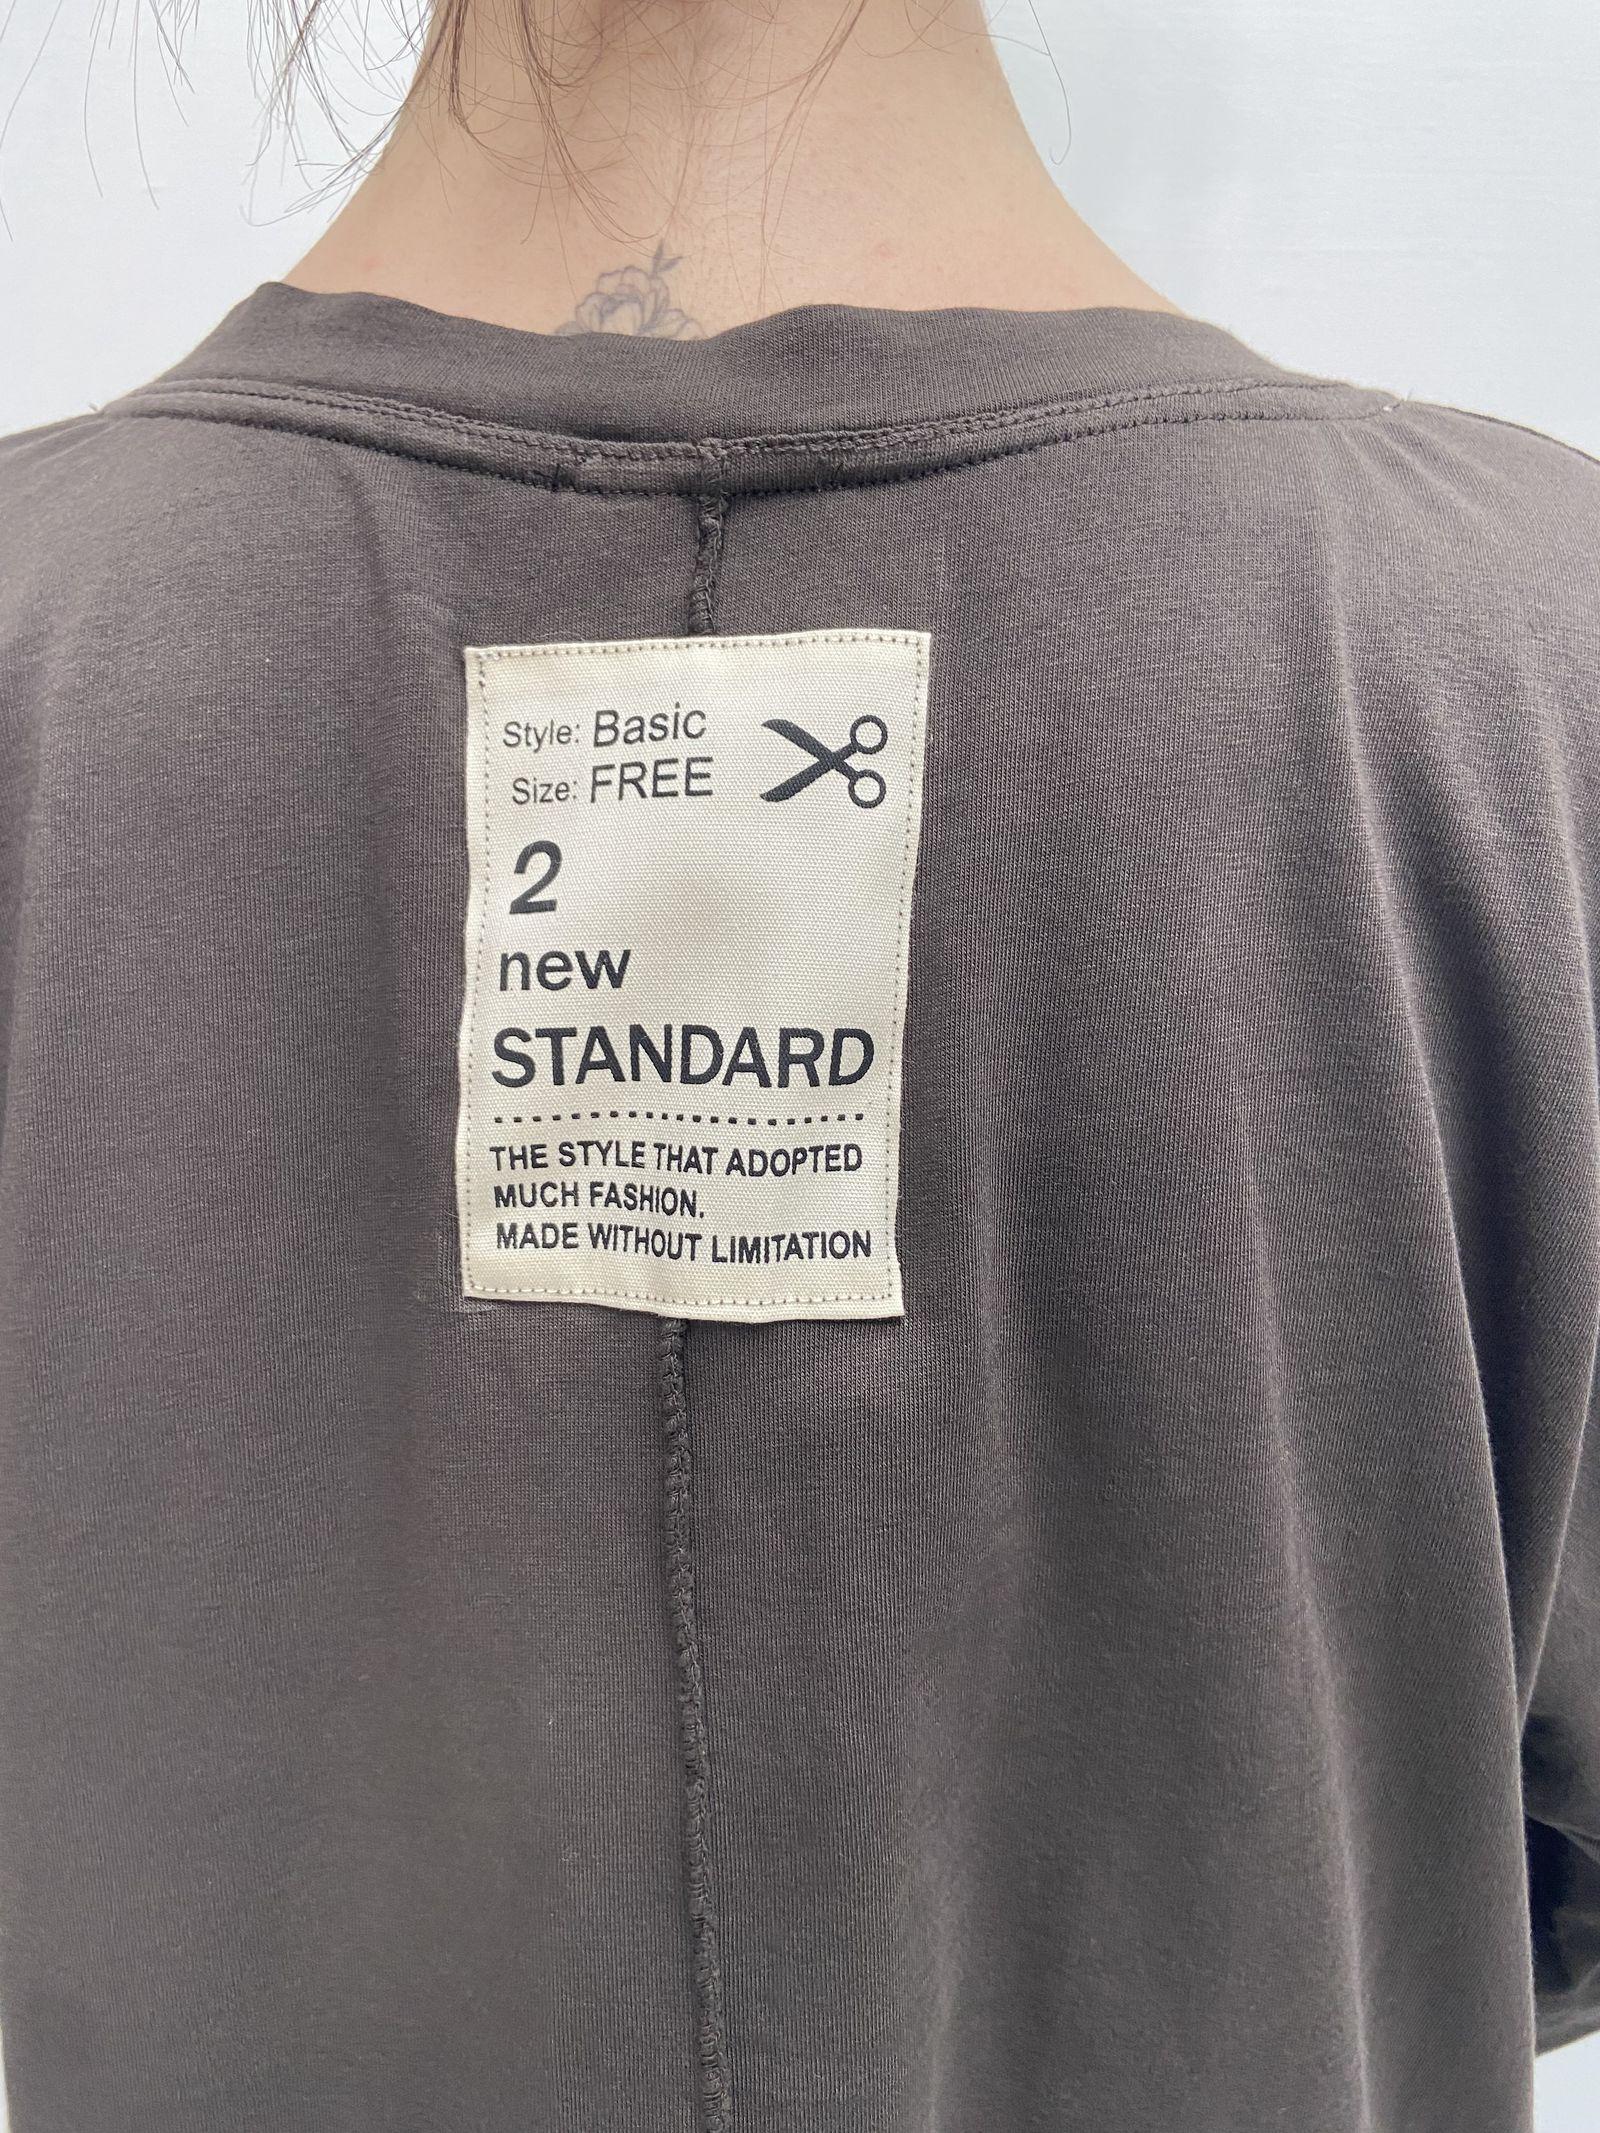 Style: Basic
Size: FREE
2
new
STANDARD
THE STYLE THAT ADOPTED
MUCH FASHION.
MADE WITHOUT LIMITATION